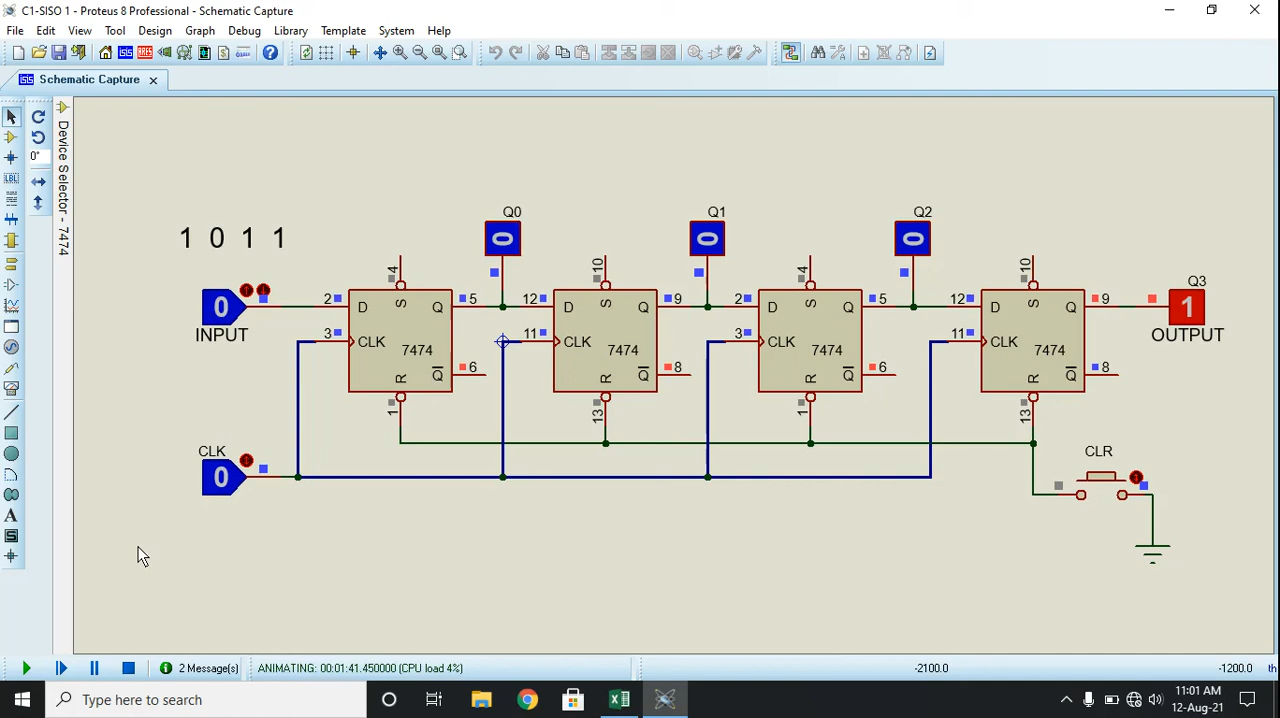 C1-SISO 1 - Proteus 8 Professional - Schematic Capture
File Edit View Tool Design Graph Debug Library Template System Help
Schematic Capture
0°
LBL
A
S
Device Selector - 7474
1 0 1 1
Q0 Q1 Q2 Q3
0 0 0 1
OUTPUT
0
INPUT
2 D S Q 5 12 D S Q 9 2 D S Q 5 12 D S Q 9
4 10 4 10
3 CLK 11 CLK 3 CLK 11 CLK
7474 7474 7474 7474
R Q 6 R Q 8 R Q 6 R Q 8
1 13 1 13
CLK
0
CLR
2 Message(s) ANIMATING: 00:01:41.450000 (CPU load 4%) -2100.0 -1200.0 th
Type here to search
11:01 AM
12-Aug-21